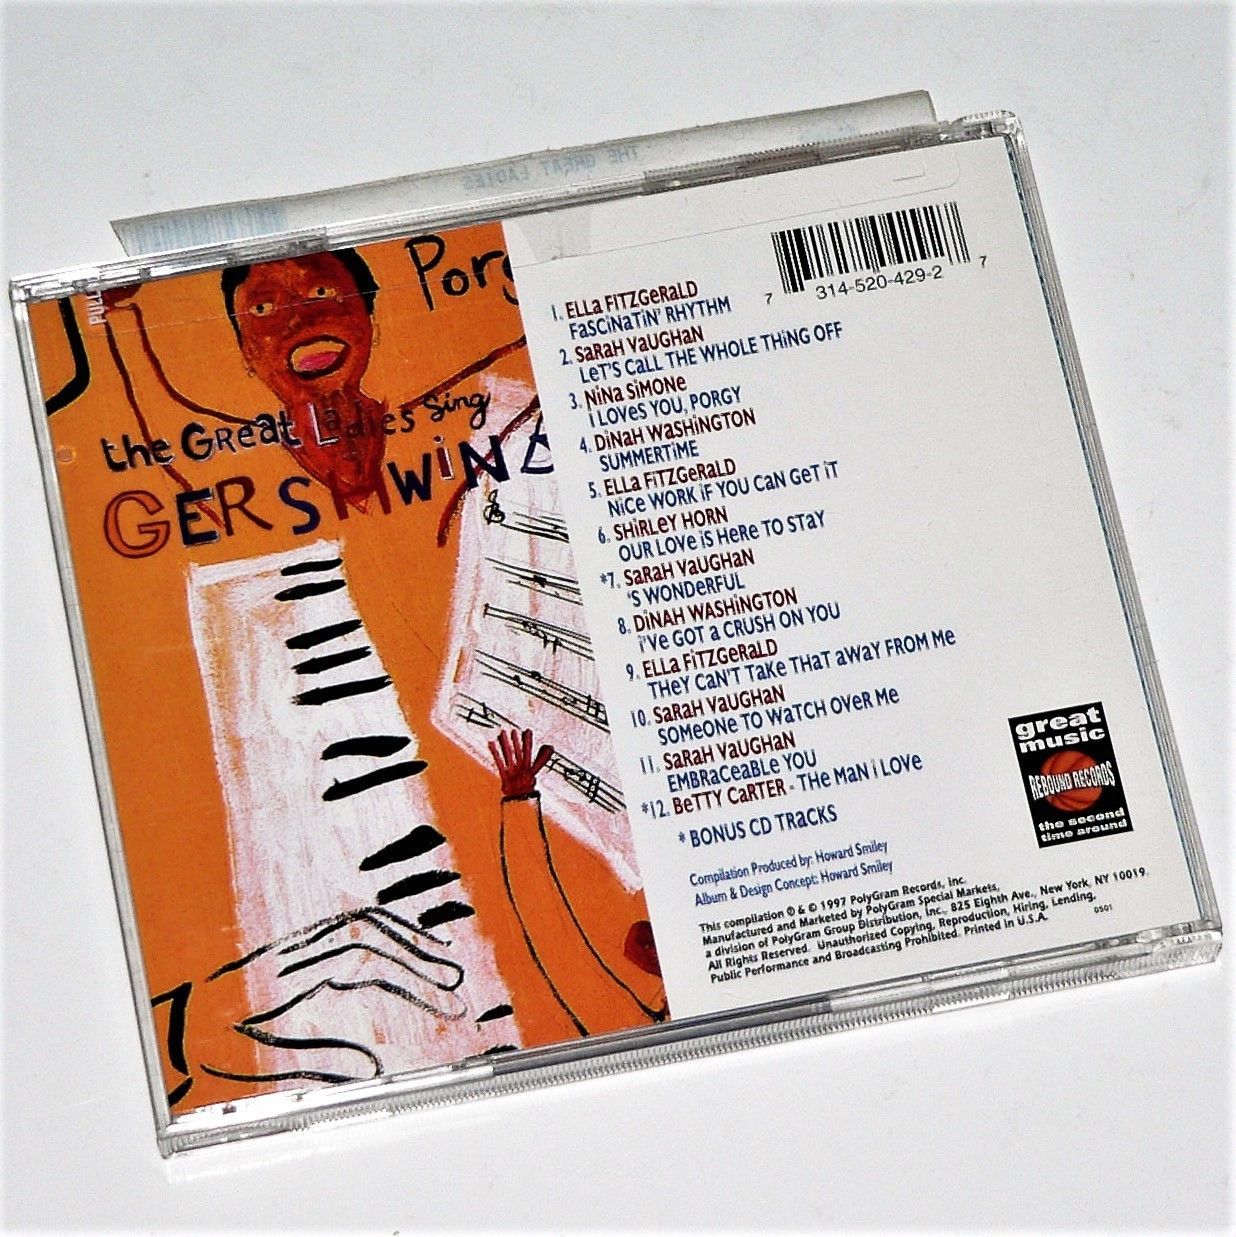 THE GREAT LADIES
PULL
Porg
the Great Ladies Sing
GERSHWIN
7 314-520-429-2 7
1. ELLa FiTZGeRaLD
FaSCiNaTiN' RHYTHM
2. SaRaH VaUGHaN
LeT'S CaLL THE WHOLE THiNG OFF
3. NiNa SiMONe
I LOVeS YOU, PORGY
4. DiNaH WaSHiNGTON
SUMMERTiMe
5. ELLa FiTZGeRaLD
NiCe WORK iF YOU CaN GeT iT
6. SHiRLeY HORN
OUR LOVe iS HeRe TO STaY
*7. SaRaH VaUGHaN
'S WONDeRFUL
8. DiNaH WASHiNGTON
i'Ve GOT a CRUSH ON YOU
9. ELLa FiTZGeRaLD
THeY CaN'T TaKe THaT aWaY FROM Me
10. SaRaH VaUGHaN
SOMeONe TO WaTCH OVeR Me
11. SaRaH VaUGHaN
EMBRaCeaBLe YOU
*12. BeTTY CaRTER - THe MaN i LOVe
* BONUS CD TRaCKS
great
music
REBOUND RECORDS
the second
time around
Compilation Produced by: Howard Smiley
Album & Design Concept: Howard Smiley
This compilation ℗ & © 1997 PolyGram Records, Inc.
Manufactured and Marketed by PolyGram Special Markets,
a division of PolyGram Group Distribution, Inc., 825 Eighth Ave., New York, NY 10019.
All Rights Reserved. Unauthorized Copying, Reproduction, Hiring, Lending,
Public Performance and Broadcasting Prohibited. Printed in U.S.A. 0501